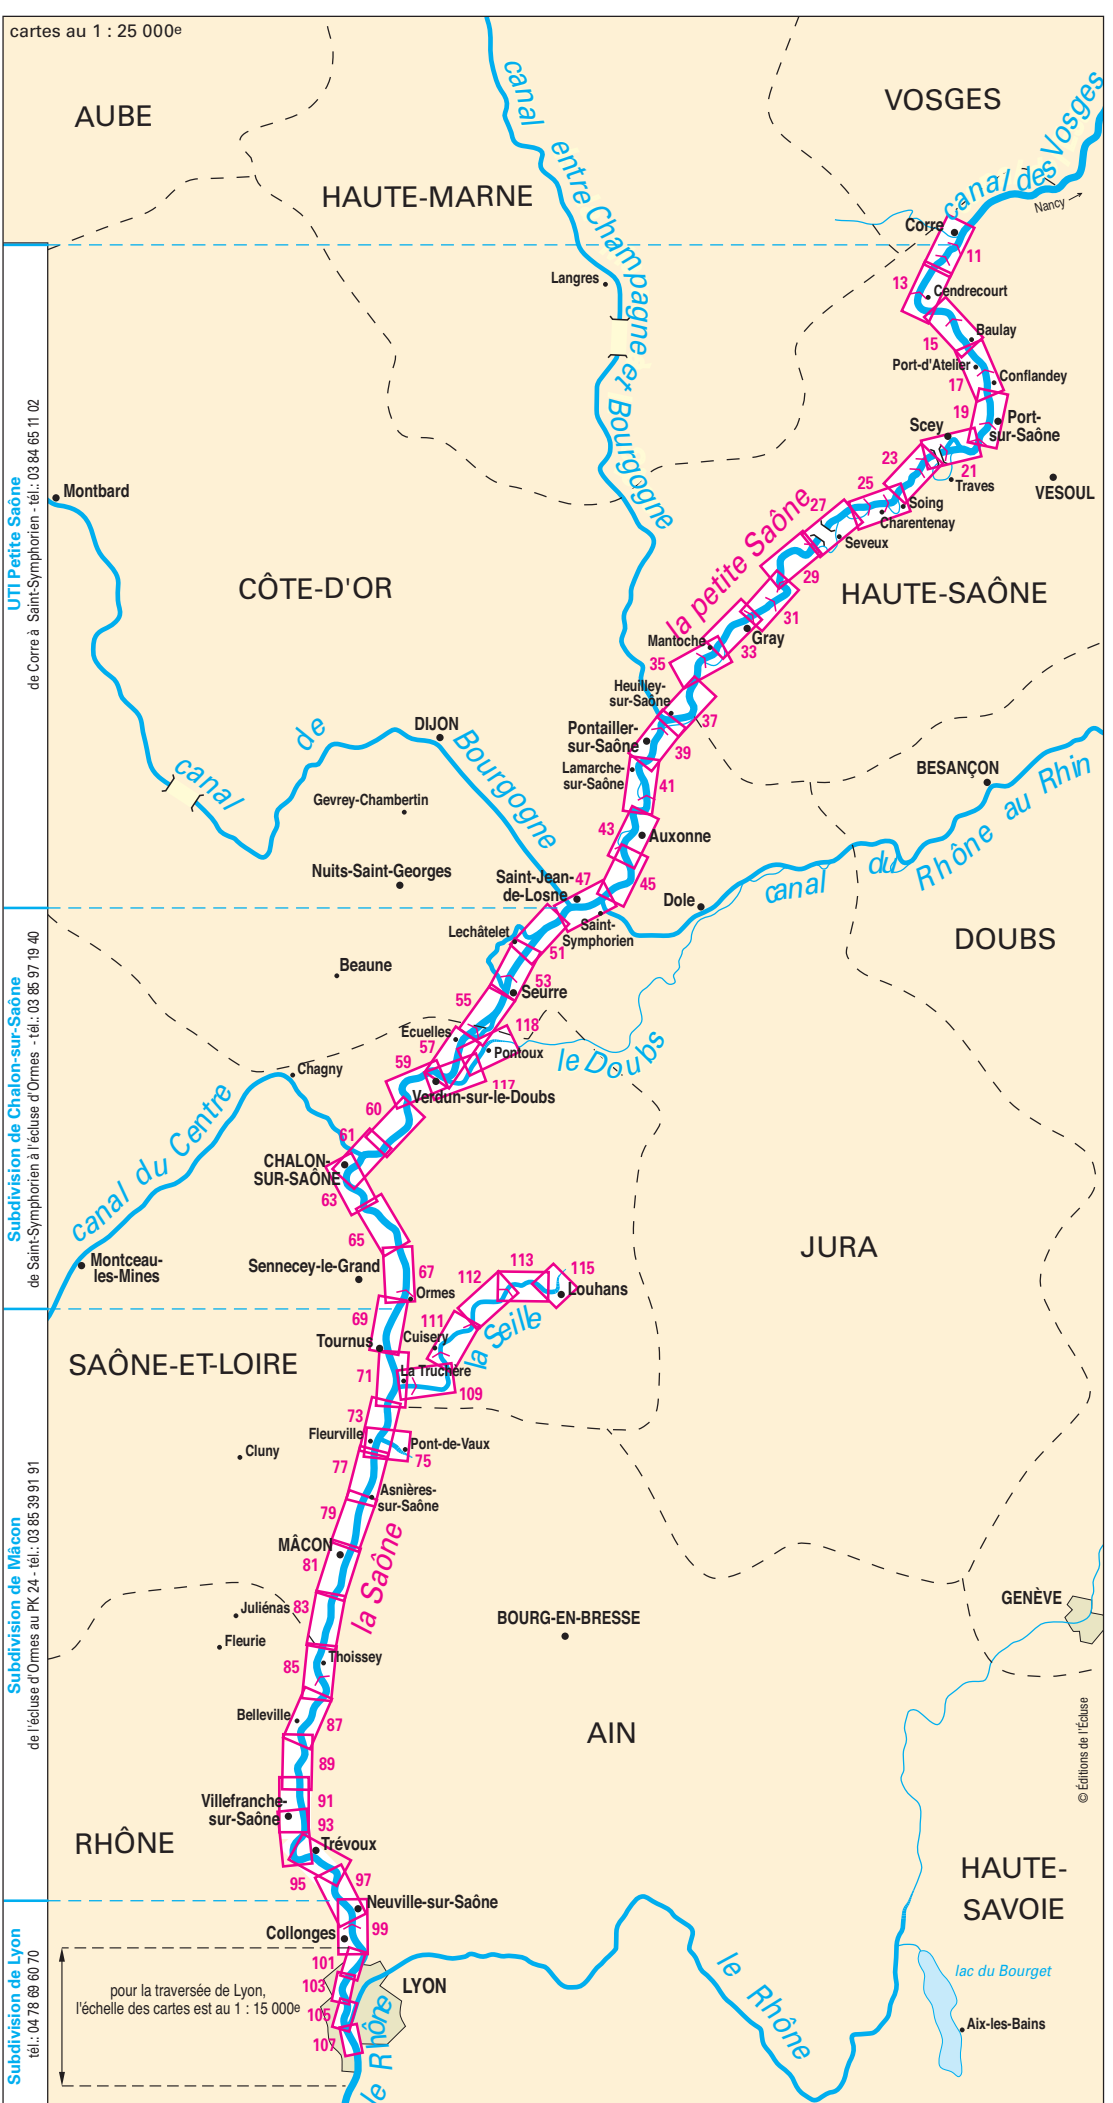 cartes au 1 : 25 000e
AUBE
VOSGES
HAUTE-MARNE
canal des Vosges
Nancy
canal entre Champagne et Bourgogne
Corre
11
Langres
13
Cendrecourt
15
Baulay
Port-d'Atelier
17
Conflandey
19
Port-
sur-Saône
Scey
23
21
Traves
VESOUL
25
Soing
Charentenay
27
Seveux
la petite Saône
Montbard
CÔTE-D'OR
29
HAUTE-SAÔNE
31
Gray
33
Mantoche
35
Heuilley-
sur-Saône
37
Pontailler-
sur-Saône
39
Lamarche-
sur-Saône
41
BESANÇON
DIJON
canal de Bourgogne
Gevrey-Chambertin
43
Auxonne
canal du Rhône au Rhin
Nuits-Saint-Georges
45
Saint-Jean-
de-Losne
47
Dole
Saint-
Symphorien
Lechâtelet
51
DOUBS
Beaune
53
Seurre
55
Ecuelles
118
57
Pontoux
le Doubs
59
117
Verdun-sur-le-Doubs
Chagny
60
canal du Centre
61
CHALON-
SUR-SAÔNE
63
65
JURA
Montceau-
les-Mines
Sennecey-le-Grand
67
Ormes
112
113
115
Louhans
69
111
la Seille
Tournus
Cuisery
SAÔNE-ET-LOIRE
71
La Truchère
109
73
Fleurville
Pont-de-Vaux
75
Cluny
77
Asnières-
sur-Saône
79
MÂCON
81
la Saône
Juliénas
83
Fleurie
BOURG-EN-BRESSE
GENÈVE
85
Thoissey
Belleville
87
AIN
89
Villefranche-
sur-Saône
91
93
RHÔNE
Trévoux
95
97
HAUTE-
SAVOIE
Neuville-sur-Saône
99
Collonges
101
103
LYON
pour la traversée de Lyon,
l'échelle des cartes est au 1 : 15 000e
105
107
le Rhône
le Rhône
lac du Bourget
Aix-les-Bains
© Éditions de l'Écluse
UTI Petite Saône
de Corre à Saint-Symphorien - tél.: 03 84 65 11 02
Subdivision de Chalon-sur-Saône
de Saint-Symphorien à l'écluse d'Ormes - tél.: 03 85 97 19 40
Subdivision de Mâcon
de l'écluse d'Ormes au PK 24 - tél.: 03 85 39 91 91
Subdivision de Lyon
tél.: 04 78 69 60 70